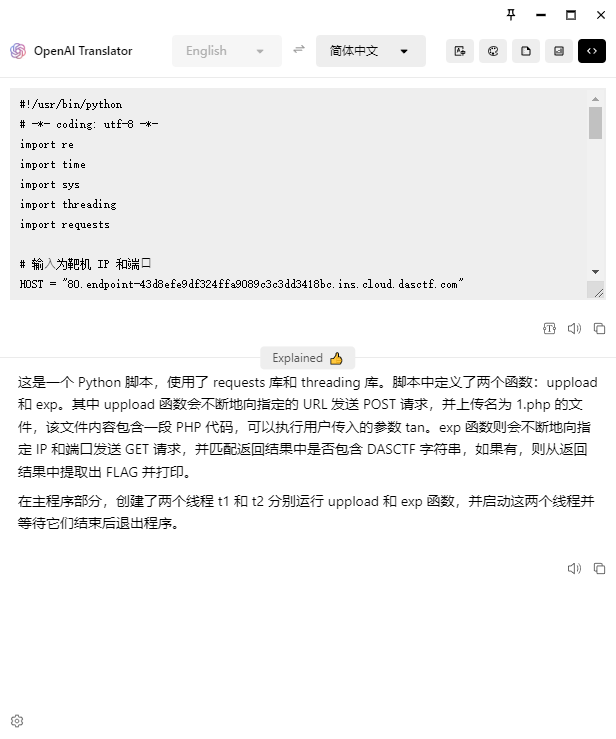 OpenAI Translator
English
简体中文
#!/usr/bin/python
# -*- coding: utf-8 -*-
import re
import time
import sys
import threading
import requests
# 输入为靶机 IP 和端口
HOST = "80.endpoint-43d8efe9df324ffa9089c3c3dd3418bc.ins.cloud.dasctf.com"
Explained 👍
这是一个 Python 脚本，使用了 requests 库和 threading 库。脚本中定义了两个函数：uppload
和 exp。其中 uppload 函数会不断地向指定的 URL 发送 POST 请求，并上传名为 1.php 的文
件，该文件内容包含一段 PHP 代码，可以执行用户传入的参数 tan。exp 函数则会不断地向指
定 IP 和端口发送 GET 请求，并匹配返回结果中是否包含 DASCTF 字符串，如果有，则从返回
结果中提取出 FLAG 并打印。
在主程序部分，创建了两个线程 t1 和 t2 分别运行 uppload 和 exp 函数，并启动这两个线程并
等待它们结束后退出程序。